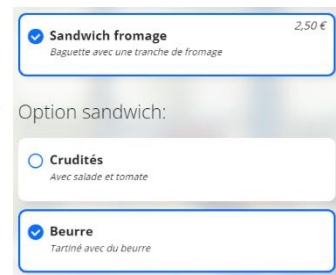 2,50 €
Sandwich fromage
Baguette avec une tranche de fromage
Option sandwich:
Crudités
Avec salade et tomate
Beurre
Tartiné avec du beurre